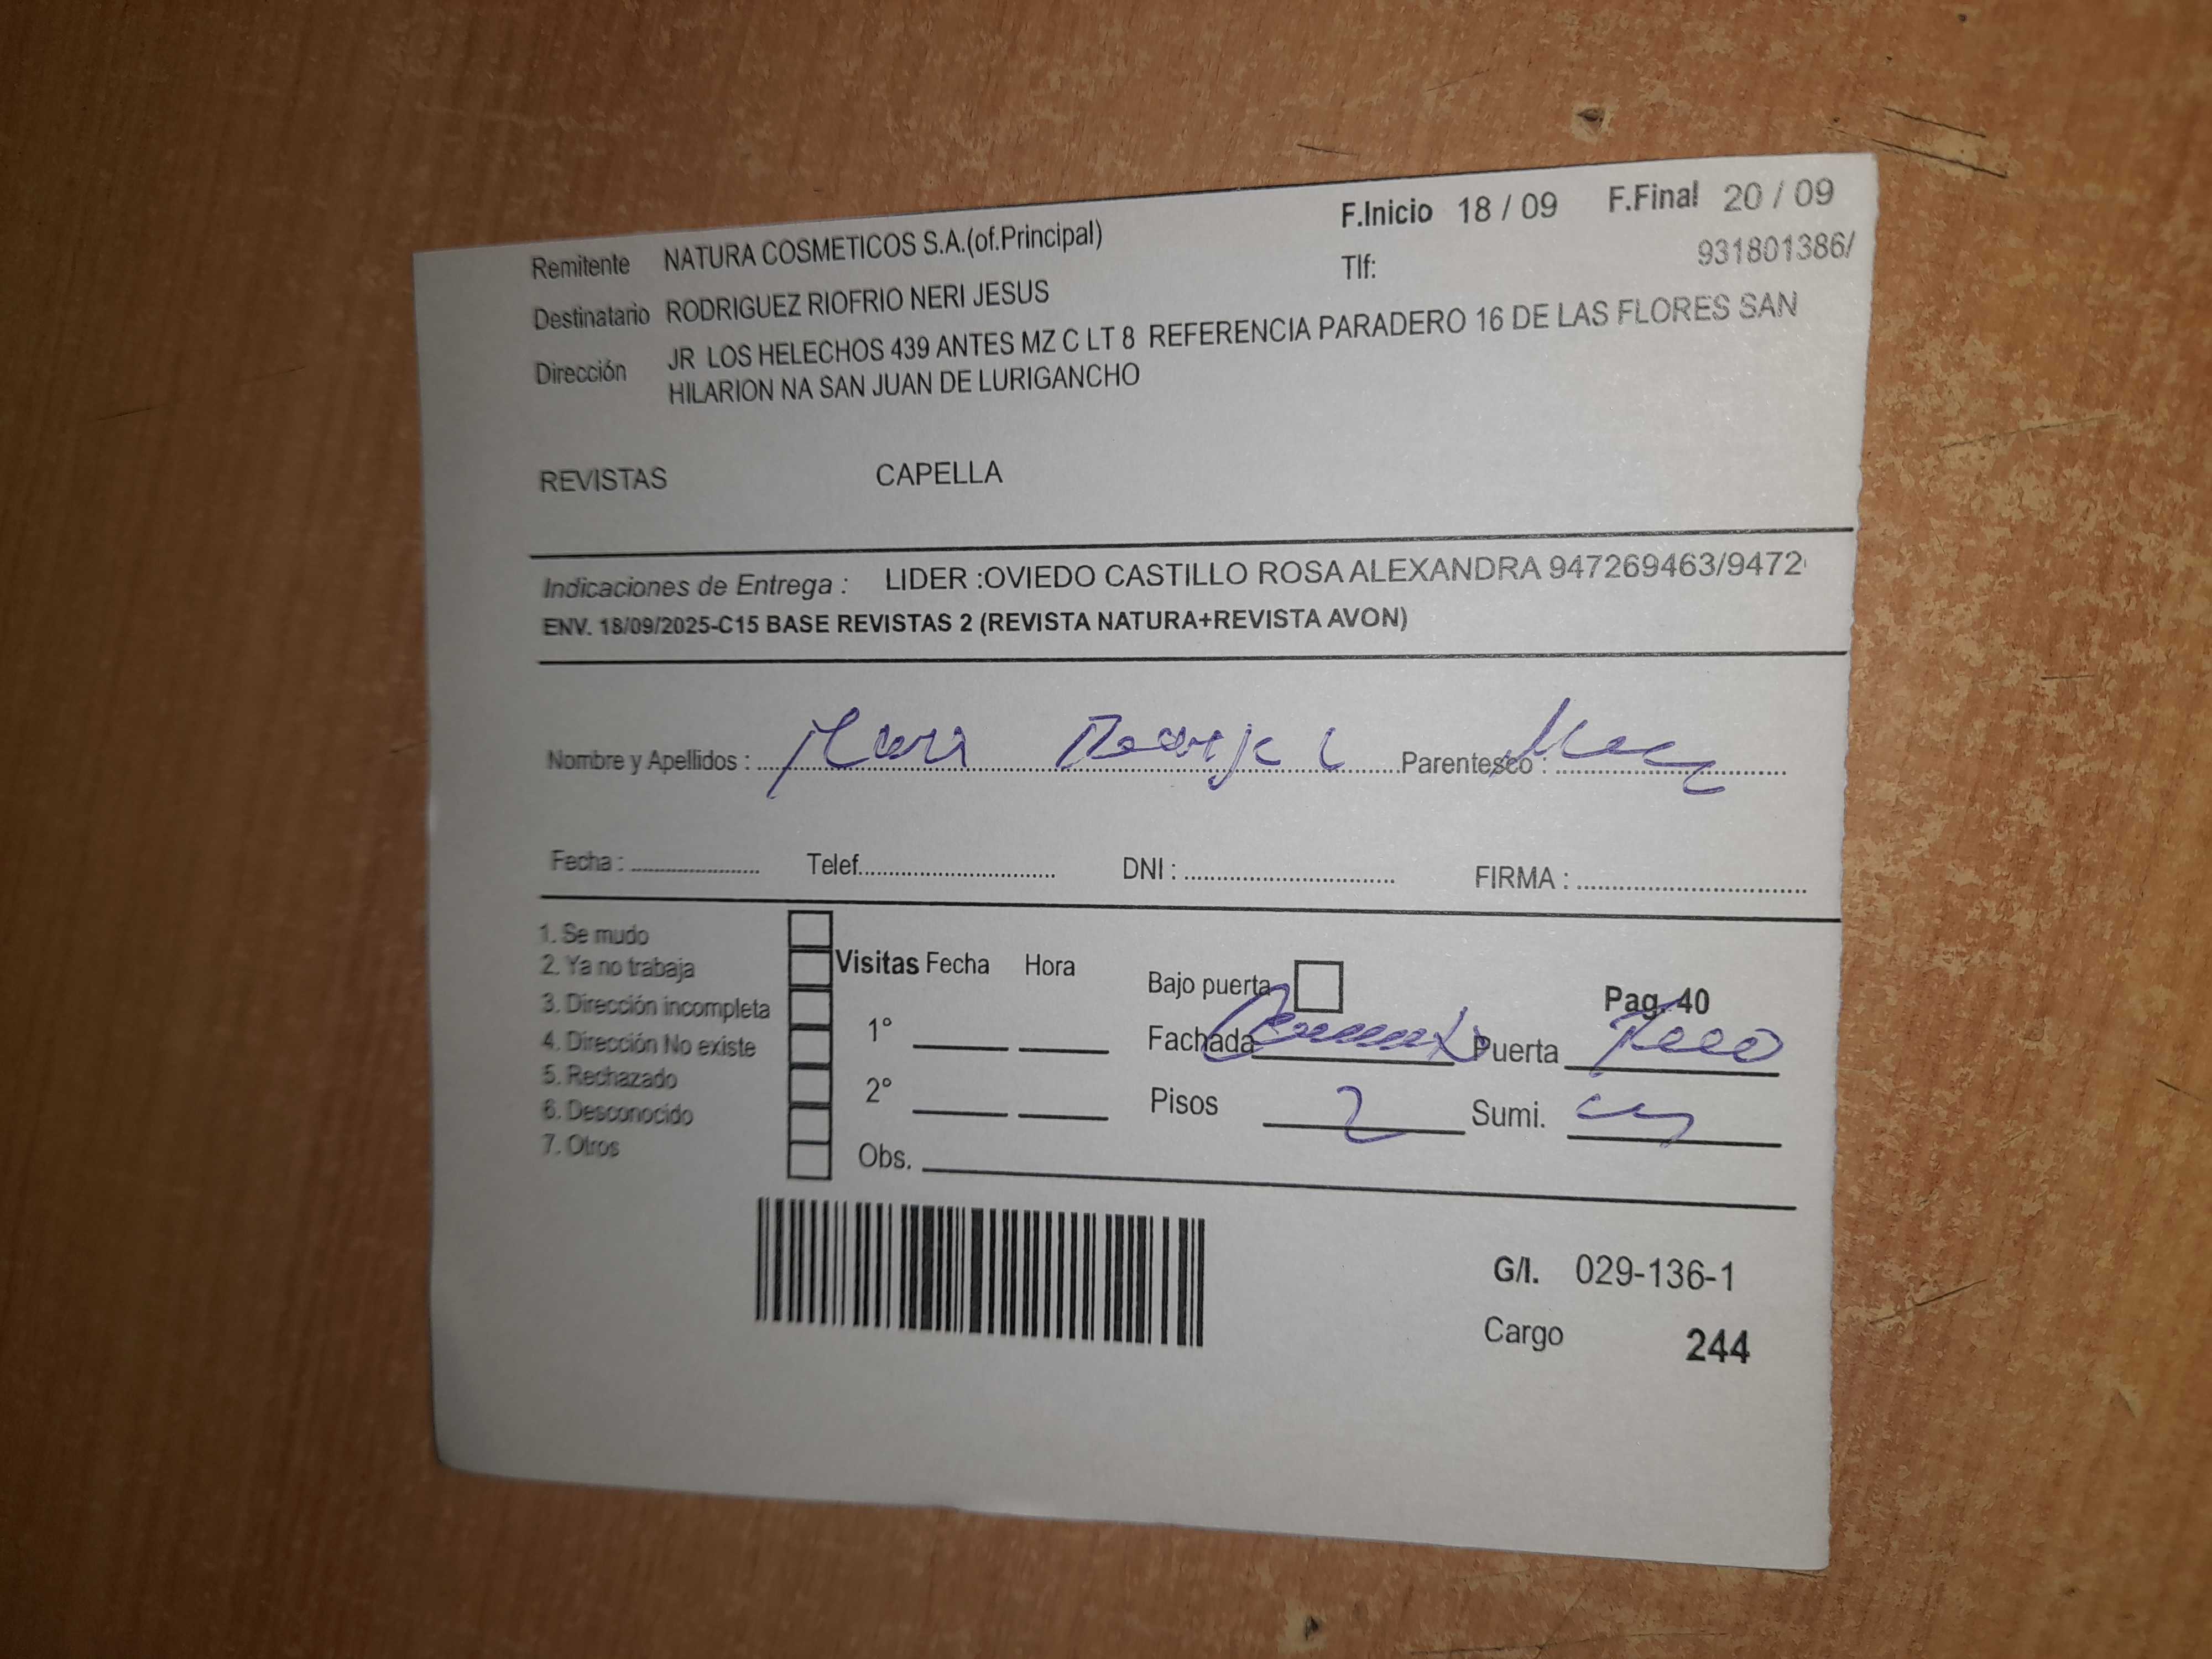 F.Inicio 18 / 09 F.Final 20 / 09
Remitente NATURA COSMETICOS S.A.(of.Principal)
Tlf: 931801386/
Destinatario RODRIGUEZ RIOFRIO NERI JESUS
Dirección JR LOS HELECHOS 439 ANTES MZ C LT 8 REFERENCIA PARADERO 16 DE LAS FLORES SAN
HILARION NA SAN JUAN DE LURIGANCHO
REVISTAS CAPELLA
Indicaciones de Entrega : LIDER :OVIEDO CASTILLO ROSA ALEXANDRA 947269463/9472
ENV. 18/09/2025-C15 BASE REVISTAS 2 (REVISTA NATURA+REVISTA AVON)
Nombre y Apellidos : Parentesco :
Fecha : Telef. DNI : FIRMA :
1. Se mudo
2. Ya no trabaja
3. Dirección incompleta
4. Dirección No existe
5. Rechazado
6. Desconocido
7. Otros
Visitas Fecha Hora
1°
2°
Obs.
Bajo puerta
Pag. 40
Fachada Puerta
Pisos 2 Sumi.
G/I. 029-136-1
Cargo 244